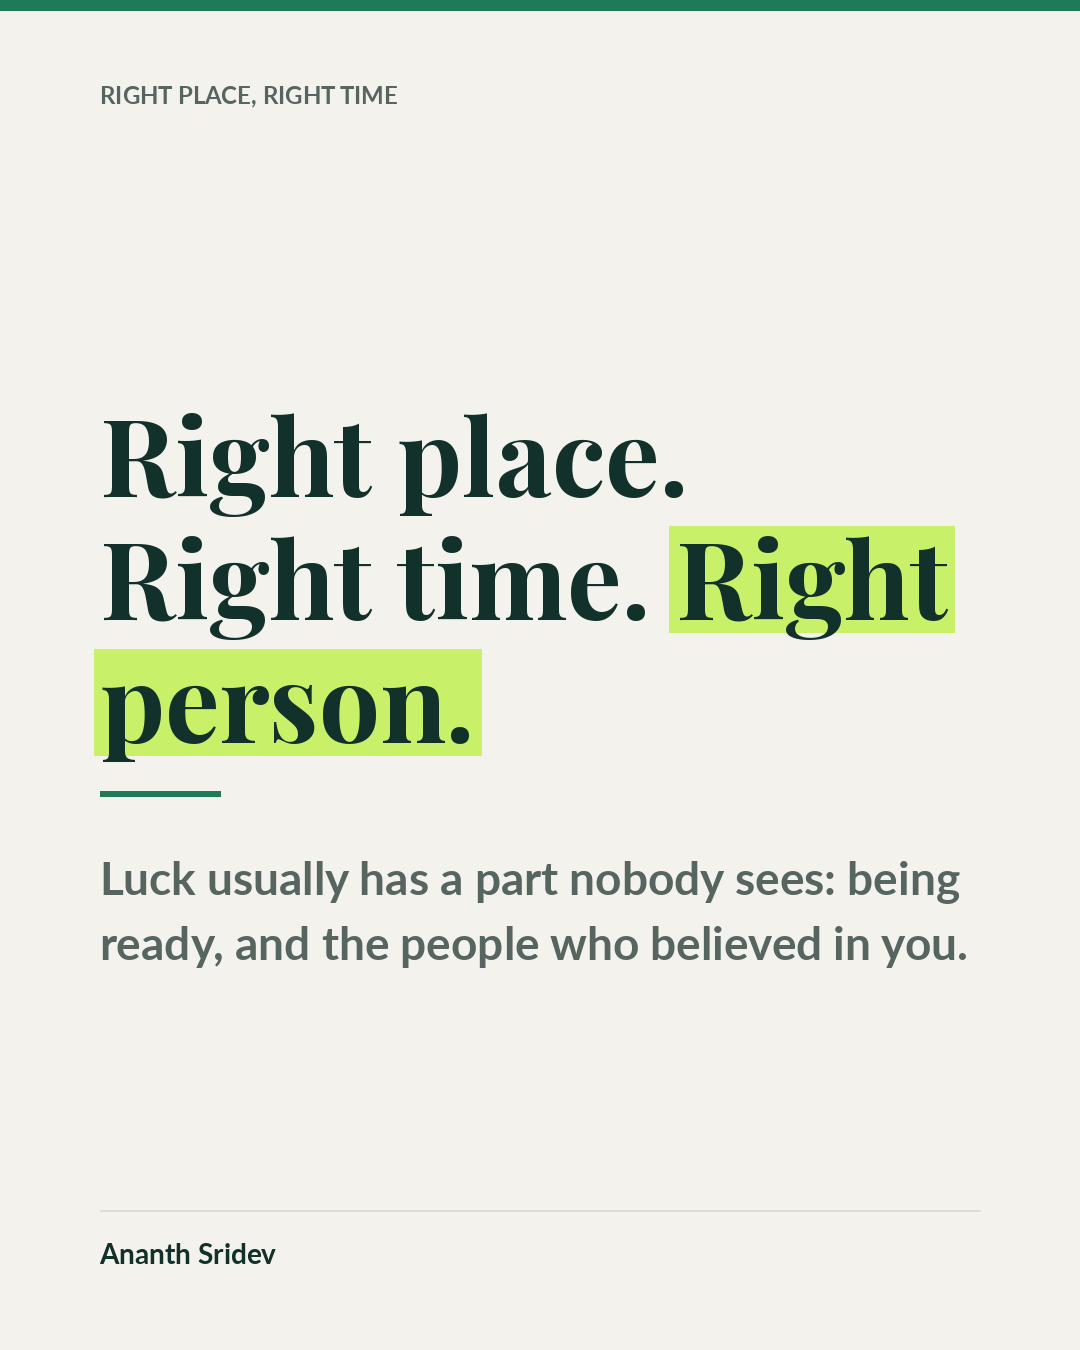 RIGHT PLACE, RIGHT TIME
Right place.
Right time. Right
person.
Luck usually has a part nobody sees: being
ready, and the people who believed in you.
Ananth Sridev